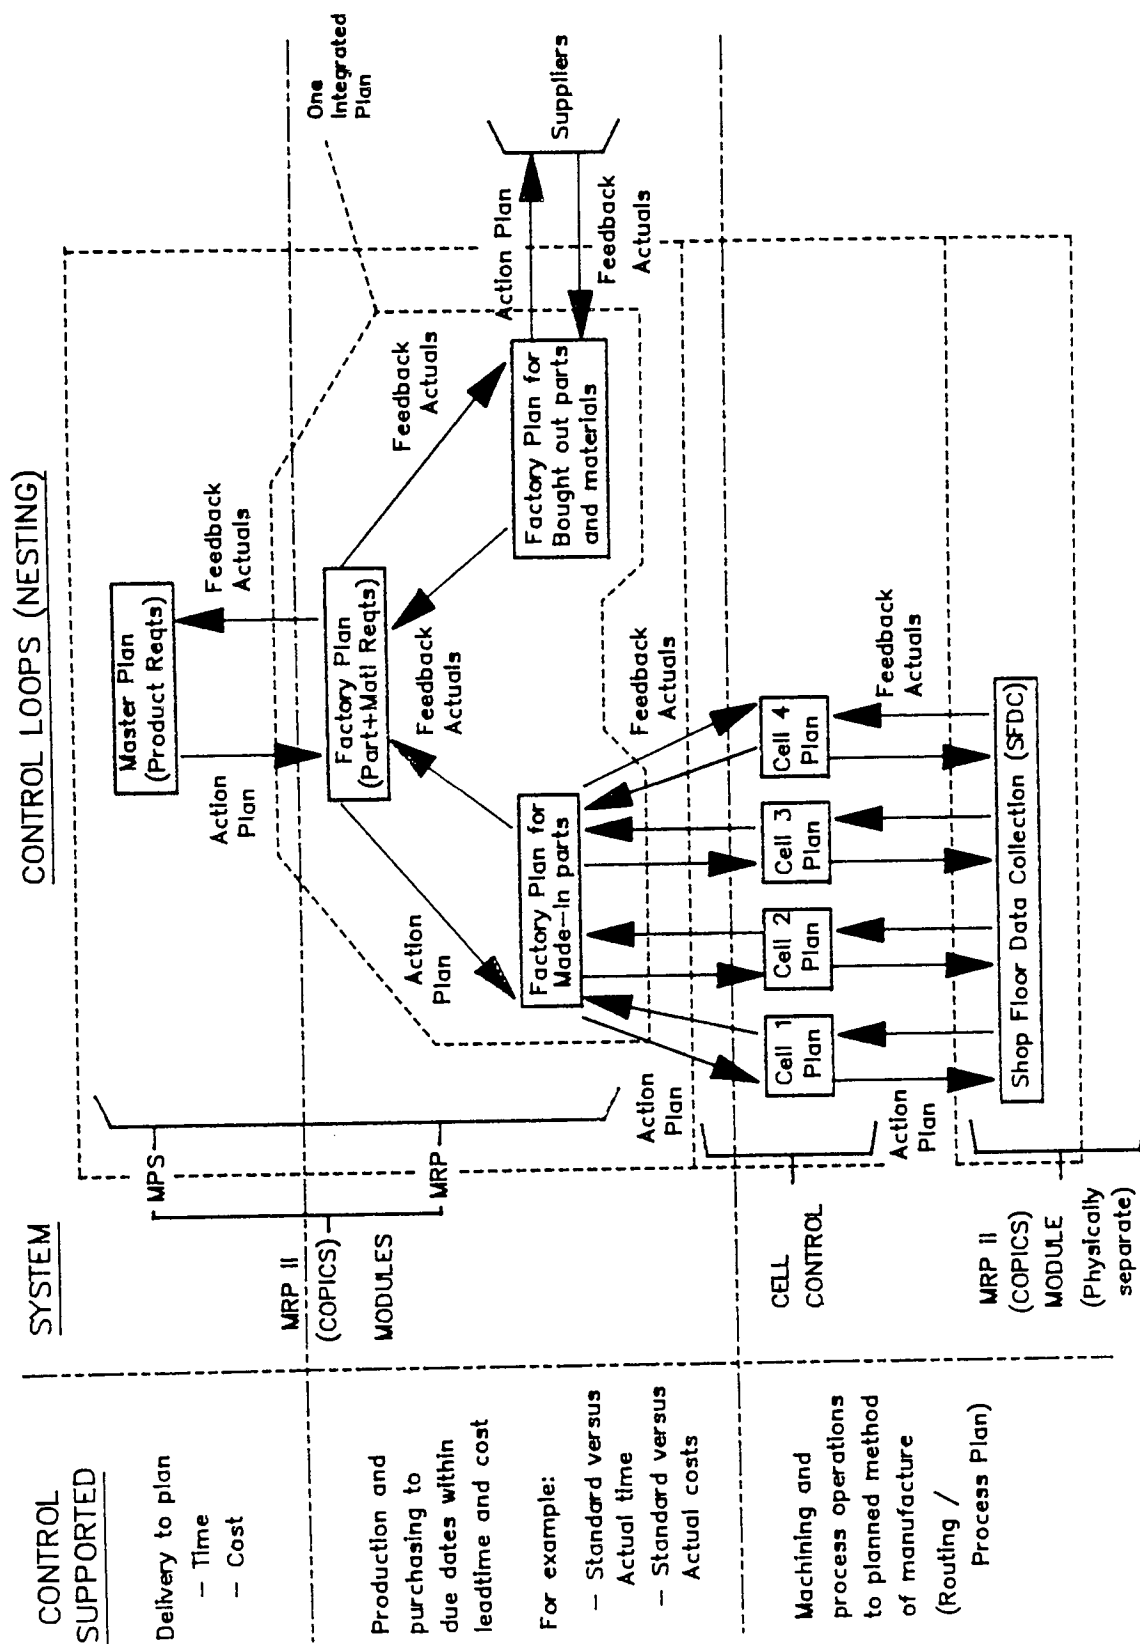 CONTROL
SUPPORTED
SYSTEM
CONTROL LOOPS (NESTING)
Delivery to plan
— Time
— Cost
Production and
purchasing to
due dates within
leadtime and cost
For example:
— Standard versus
Actual time
— Standard versus
Actual costs
Machining and
process operations
to planned method
of manufacture
(Routing /
Process Plan)
MPS
MRP II
(COPICS)
MODULES
MRP
CELL
CONTROL
MRP II
(COPICS)
MODULE
(Physically
separate)
Master Plan
(Product Reqts)
Action
Plan
Feedback
Actuals
One
Integrated
Plan
Factory Plan
(Part+Matl Reqts)
Action
Plan
Feedback
Actuals
Feedback
Actuals
Factory Plan for
Made-In parts
Factory Plan for
Bought out parts
and materials
Action Plan
Feedback
Actuals
Suppliers
Action
Plan
Feedback
Actuals
Cell 1
Plan
Cell 2
Plan
Cell 3
Plan
Cell 4
Plan
Action
Plan
Feedback
Actuals
Shop Floor Data Collection (SFDC)